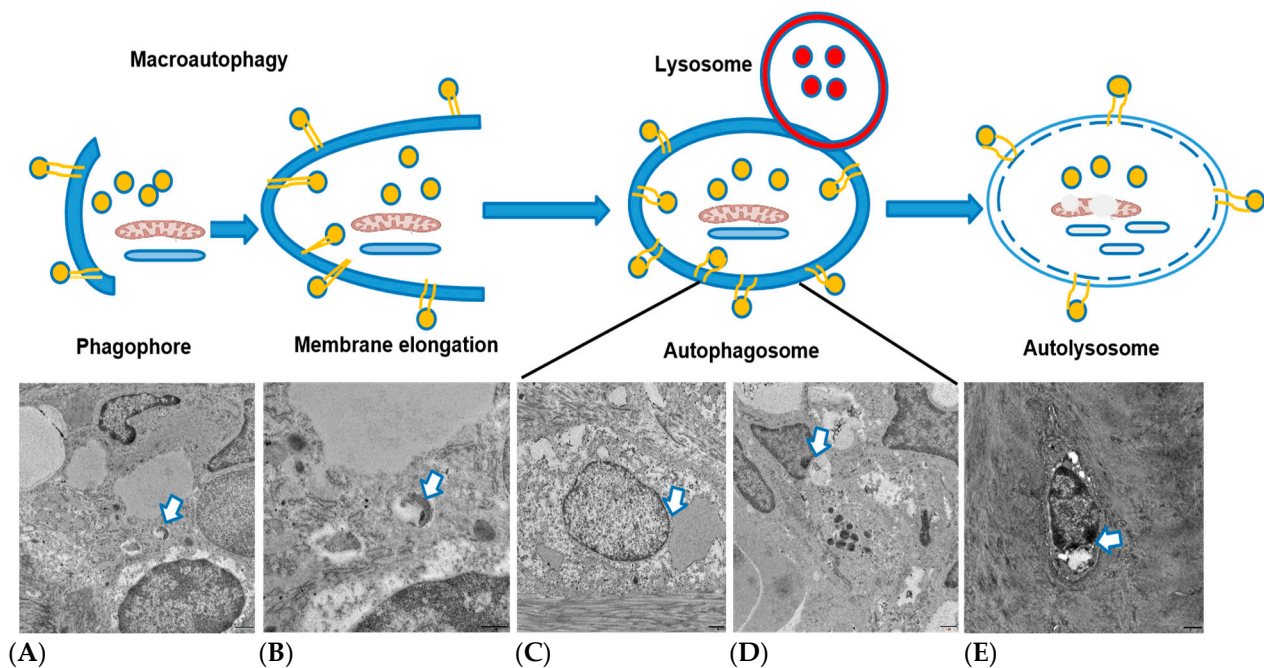 Macroautophagy
Lysosome
Phagophore
Membrane elongation
Autophagosome
Autolysosome
(A)
(B)
(C)
(D)
(E)